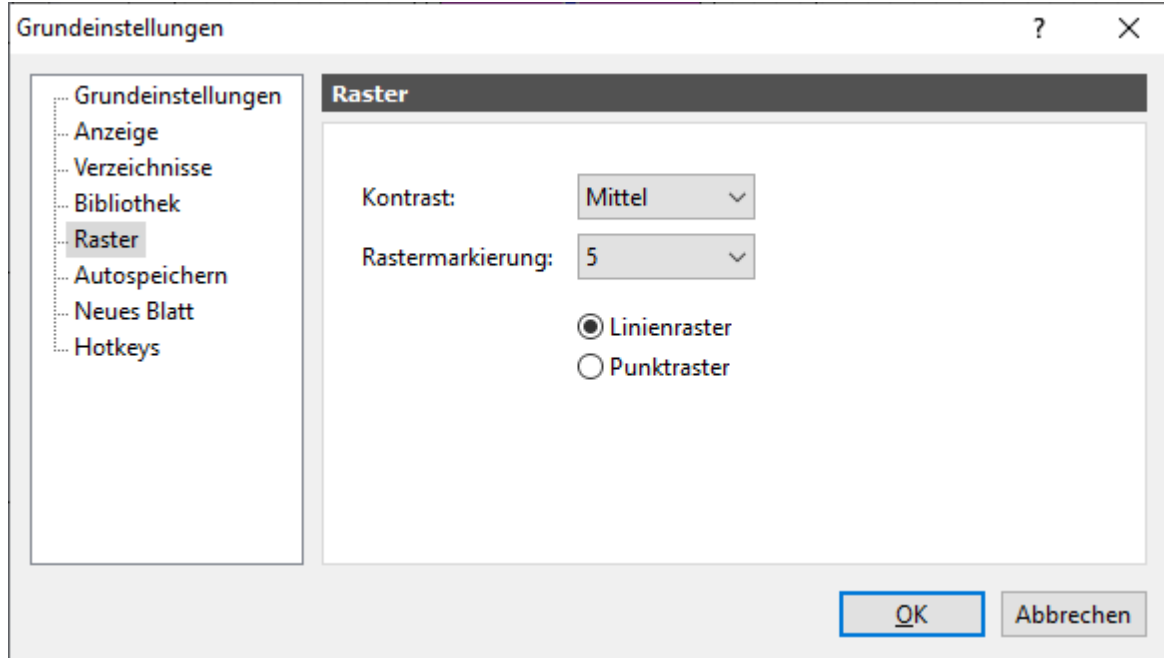 Grundeinstellungen
?
Grundeinstellungen
Anzeige
Verzeichnisse
Bibliothek
Raster
Autospeichern
Neues Blatt
Hotkeys
Raster
Kontrast: Mittel
Rastermarkierung: 5
Linienraster
Punktraster
OK Abbrechen